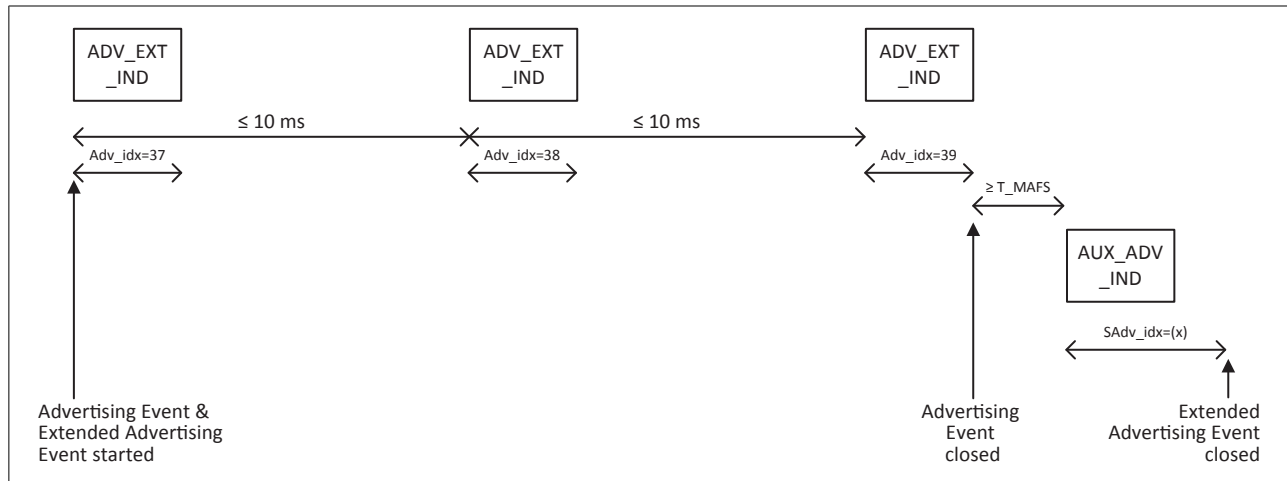 ADV_EXT
_IND
ADV_EXT
_IND
ADV_EXT
_IND
≤ 10 ms
≤ 10 ms
Adv_idx=37
Adv_idx=38
Adv_idx=39
≥ T_MAFS
AUX_ADV
_IND
SAdv_idx=(x)
Advertising Event &
Extended Advertising
Event started
Advertising
Event
closed
Extended
Advertising Event
closed